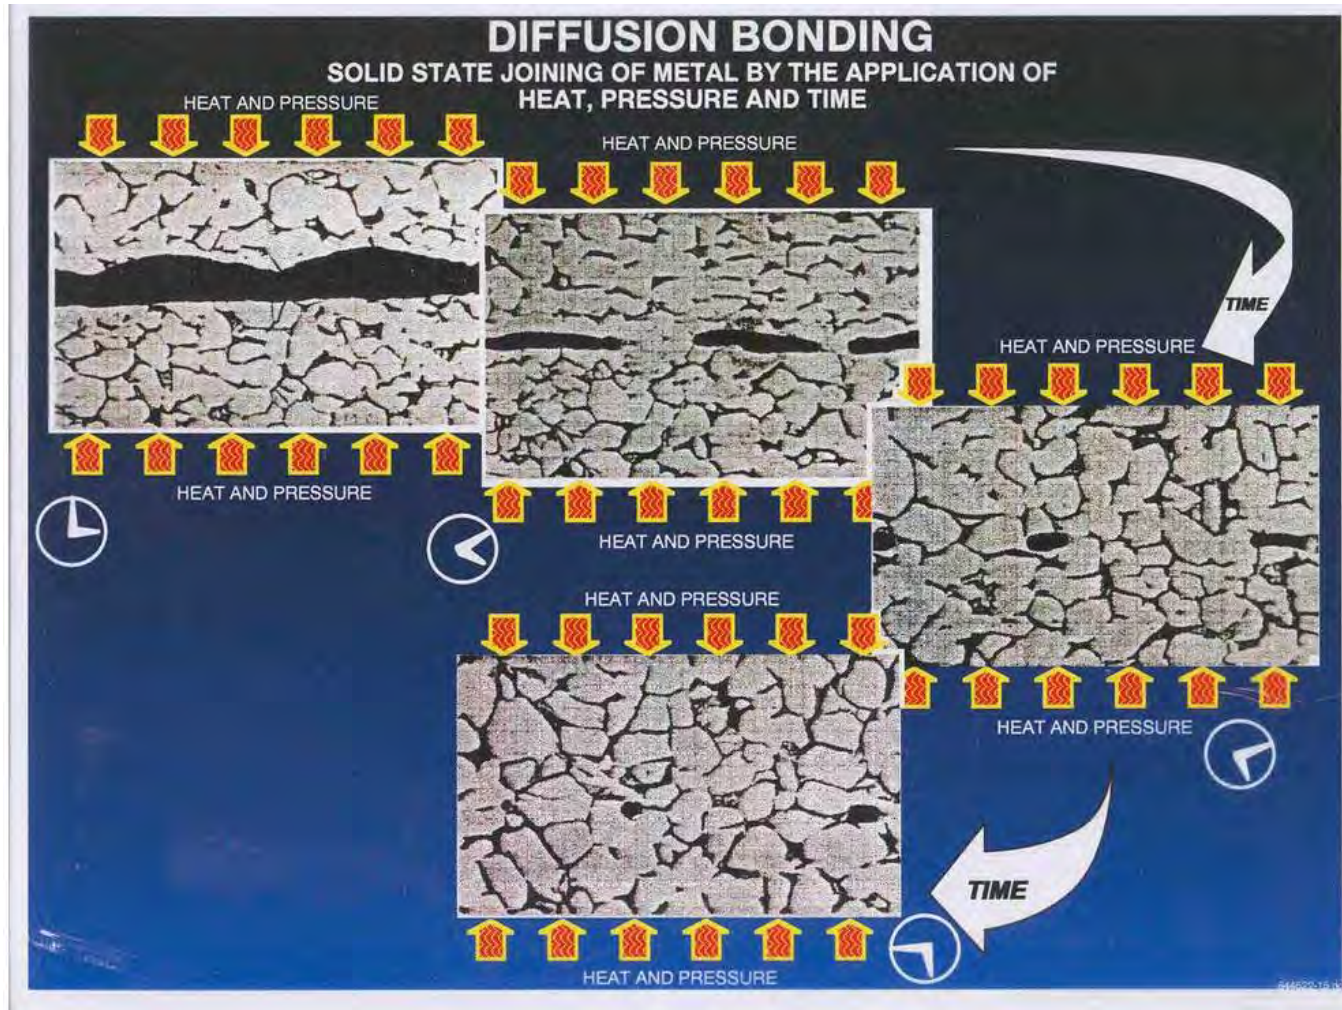 DIFFUSION BONDING
SOLID STATE JOINING OF METAL BY THE APPLICATION OF
HEAT, PRESSURE AND TIME
HEAT AND PRESSURE
HEAT AND PRESSURE
TIME
HEAT AND PRESSURE
HEAT AND PRESSURE
HEAT AND PRESSURE
HEAT AND PRESSURE
HEAT AND PRESSURE
TIME
HEAT AND PRESSURE